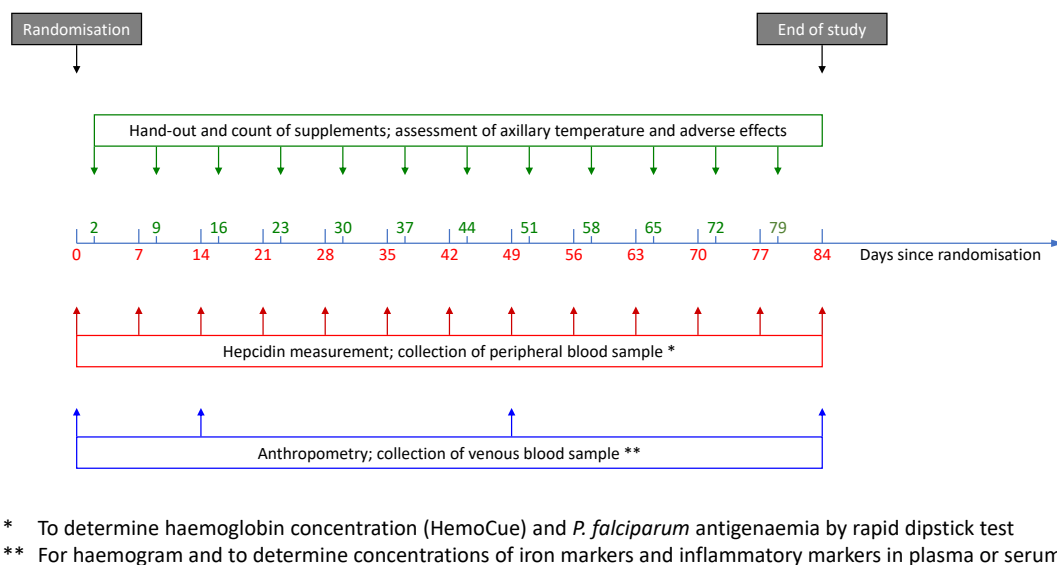 Randomisation
End of study
Hand-out and count of supplements; assessment of axillary temperature and adverse effects
2 9 16 23 30 37 44 51 58 65 72 79
0 7 14 21 28 35 42 49 56 63 70 77 84 Days since randomisation
Hepcidin measurement; collection of peripheral blood sample *
Anthropometry; collection of venous blood sample **
* To determine haemoglobin concentration (HemoCue) and P. falciparum antigenaemia by rapid dipstick test
** For haemogram and to determine concentrations of iron markers and inflammatory markers in plasma or serum